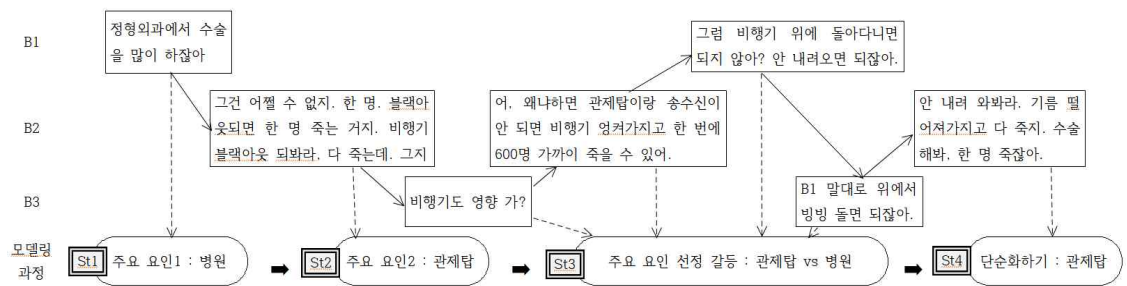 B1
정형외과에서 수술
을 많이 하잖아
그럼 비행기 위에 돌아다니면
되지 않아? 안 내려오면 되잖아.
B2
그건 어쩔 수 없지. 한 명. 블랙아
웃되면 한 명 죽는 거지. 비행기
블랙아웃 되봐라. 다 죽는데. 그지
어, 왜냐하면 관제탑이랑 송수신이
안 되면 비행기 엉켜가지고 한 번에
600명 가까이 죽을 수 있어.
안 내려 와봐라. 기름 떨
어져가지고 다 죽지. 수술
해봐, 한 명 죽잖아.
B3
비행기도 영향 가?
B1 말대로 위에서
빙빙 돌면 되잖아.
모델링
과정
St1 주요 요인1 : 병원
St2 주요 요인2 : 관제탑
St3 주요 요인 선정 갈등 : 관제탑 vs 병원
St4 단순화하기 : 관제탑